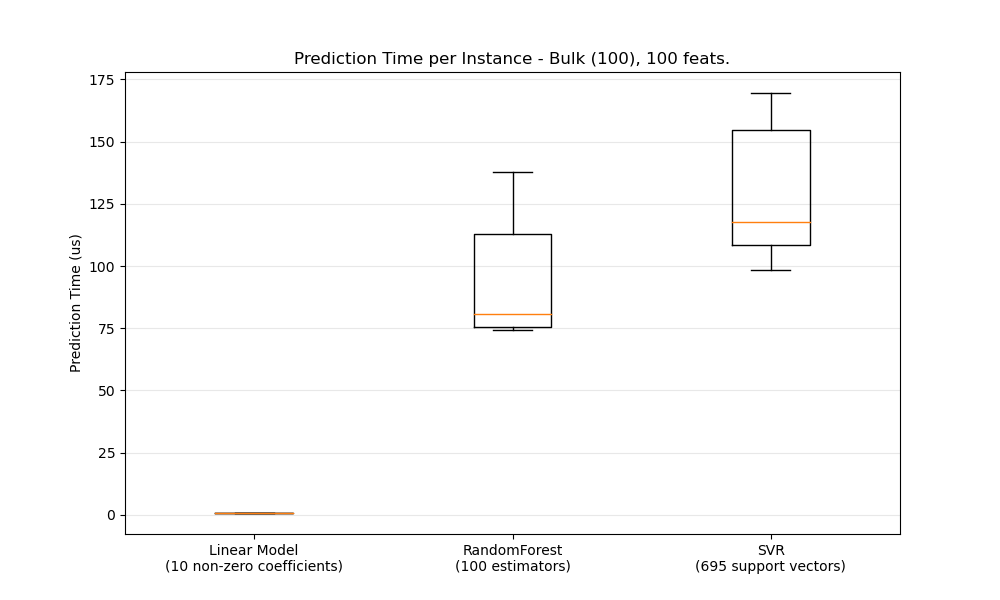 Prediction Time per Instance - Bulk (100), 100 feats.
Prediction Time (us)
175
150
125
100
75
50
25
0
Linear Model
(10 non-zero coefficients)
RandomForest
(100 estimators)
SVR
(695 support vectors)